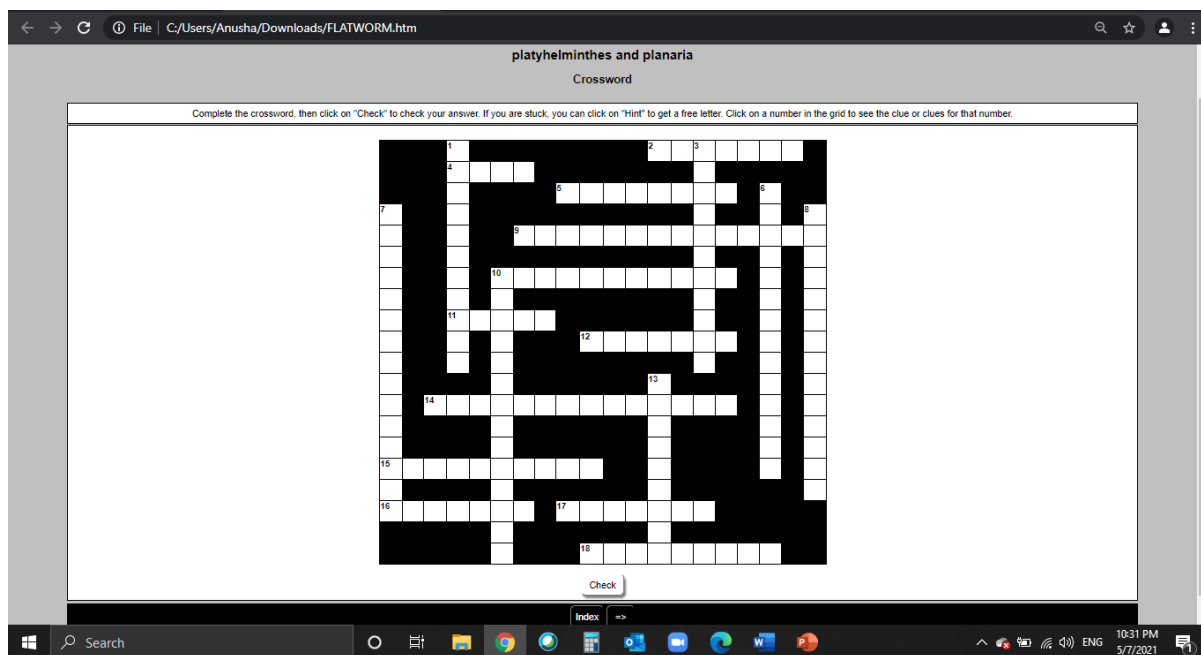 File C:/Users/Anusha/Downloads/FLATWORM.htm
platyhelminthes and planaria
Crossword
Complete the crossword, then click on "Check" to check your answer. If you are stuck, you can click on "Hint" to get a free letter. Click on a number in the grid to see the clue or clues for that number.
1 2 3
4
5 6
7 8
9
10
11
12
13
14
15
16 17
18
Check
Index =>
Search
ENG 10:31 PM
5/7/2021